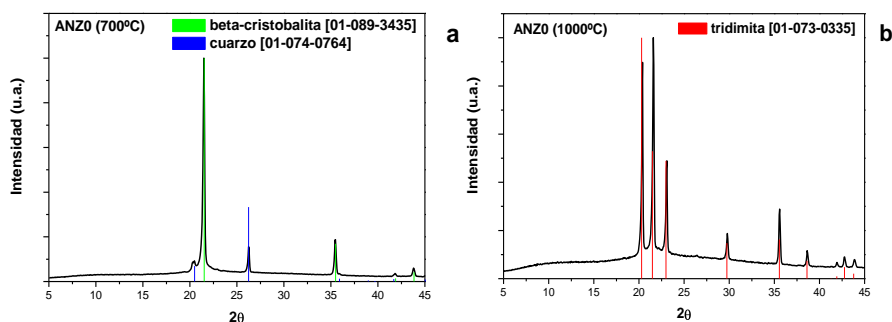 ANZ0 (700ºC)
beta-cristobalita [01-089-3435]
cuarzo [01-074-0764]
a
Intensidad (u.a.)
5 10 15 20 25 30 35 40 45
2θ
ANZ0 (1000ºC)
tridimita [01-073-0335]
b
Intensidad (u.a.)
5 10 15 20 25 30 35 40 45
2θ